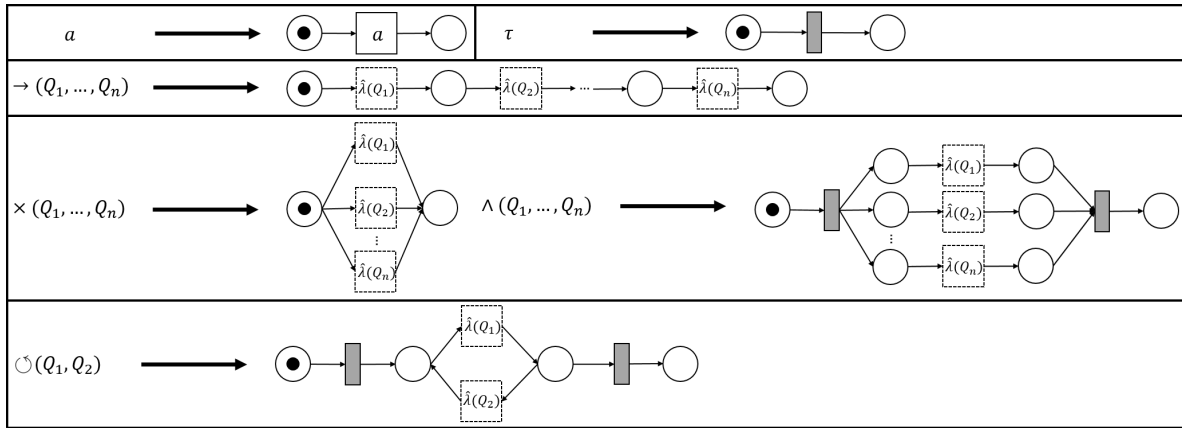 a
a
τ
→ (Q₁, ..., Qₙ)
λ̂(Q₁)
λ̂(Q₂)
...
λ̂(Qₙ)
× (Q₁, ..., Qₙ)
λ̂(Q₁)
λ̂(Q₂)
⋮
λ̂(Qₙ)
∧ (Q₁, ..., Qₙ)
λ̂(Q₁)
λ̂(Q₂)
⋮
λ̂(Qₙ)
↺ (Q₁, Q₂)
λ̂(Q₁)
λ̂(Q₂)